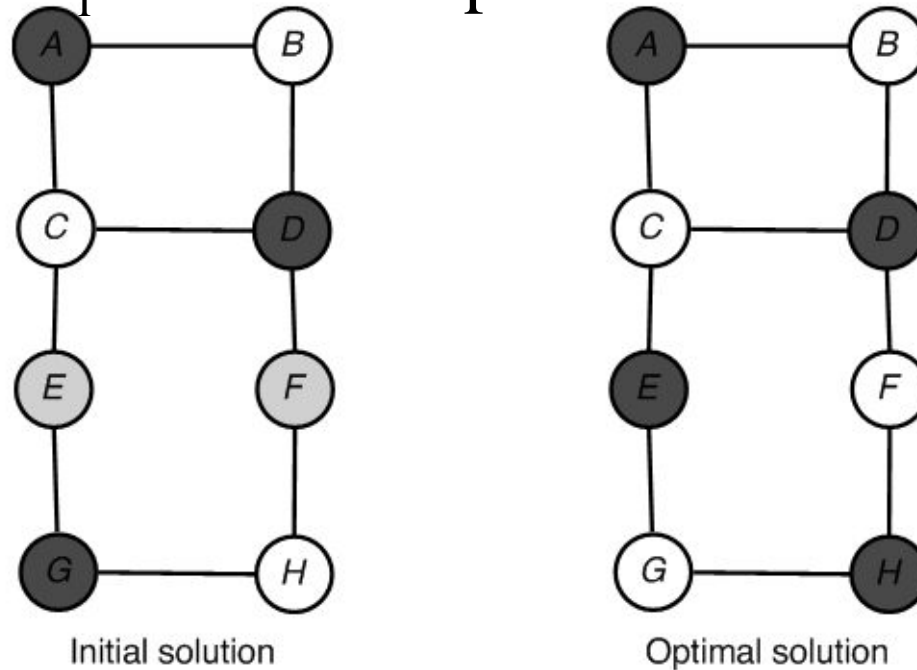 A B A B
C D C D
E F E F
G H G H
Initial solution Optimal solution